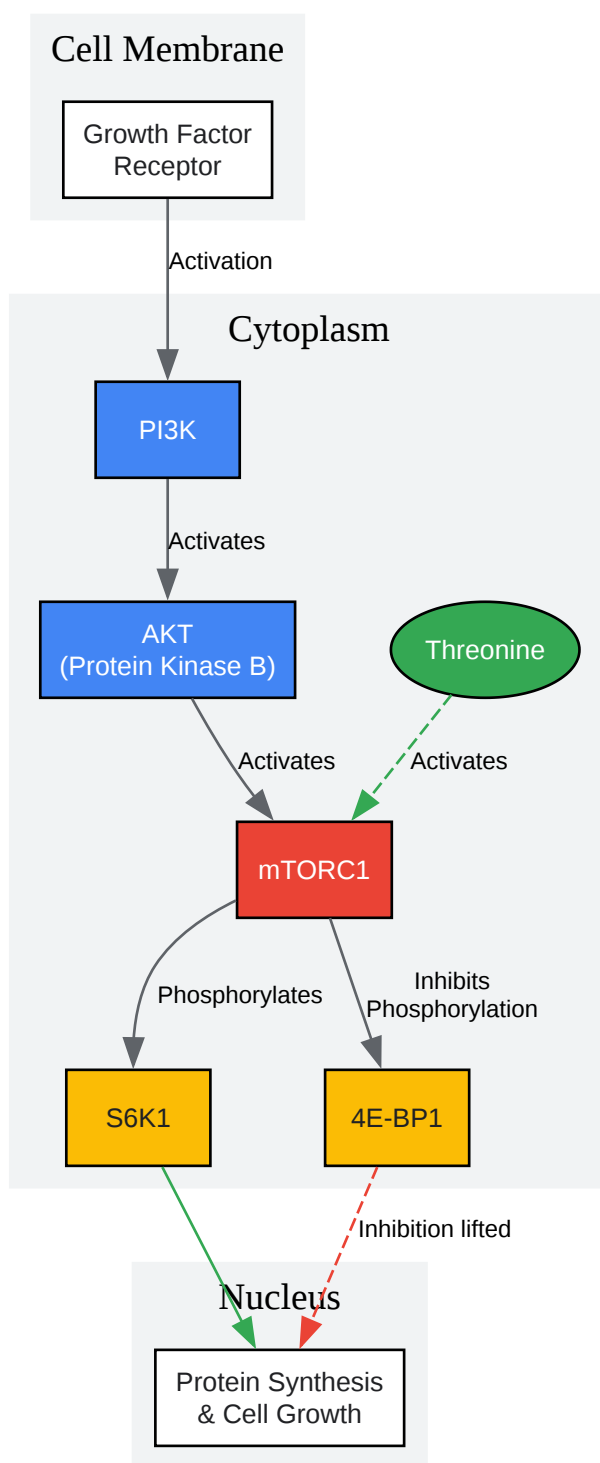 Cell Membrane
Growth Factor
Receptor
Activation
Cytoplasm
PI3K
Activates
AKT
(Protein Kinase B)
Threonine
Activates
Activates
mTORC1
Phosphorylates
Inhibits
Phosphorylation
S6K1
4E-BP1
Inhibition lifted
Nucleus
Protein Synthesis
& Cell Growth